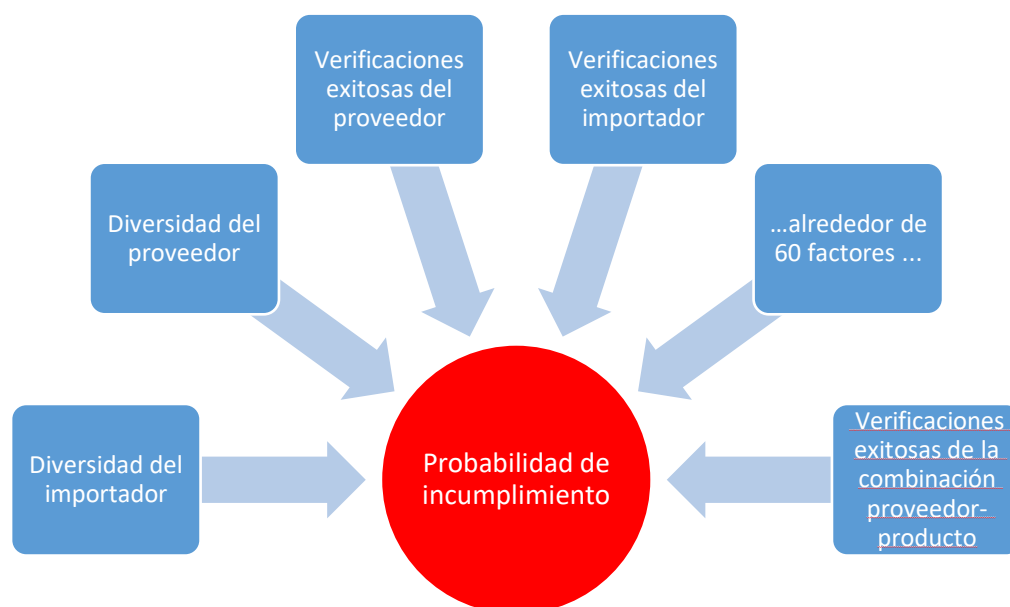 Verificaciones
exitosas del
proveedor
Verificaciones
exitosas del
importador
Diversidad del
proveedor
...alrededor de
60 factores ...
Diversidad del
importador
Probabilidad de
incumplimiento
Verificaciones
exitosas de la
combinación
proveedor-
producto